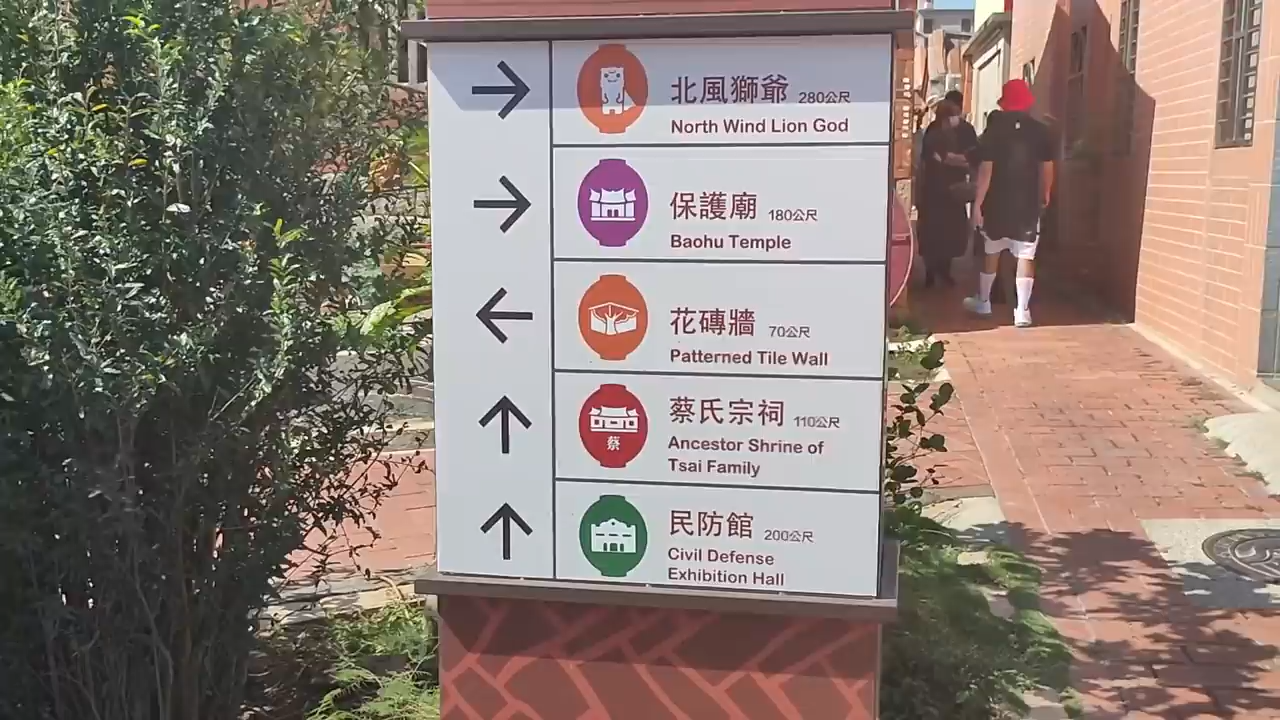 北風獅爺 280公尺
North Wind Lion God
保護廟 180公尺
Baohu Temple
花磚牆 70公尺
Patterned Tile Wall
蔡氏宗祠 110公尺
蔡
Ancestor Shrine of
Tsai Family
民防館 200公尺
Civil Defense
Exhibition Hall